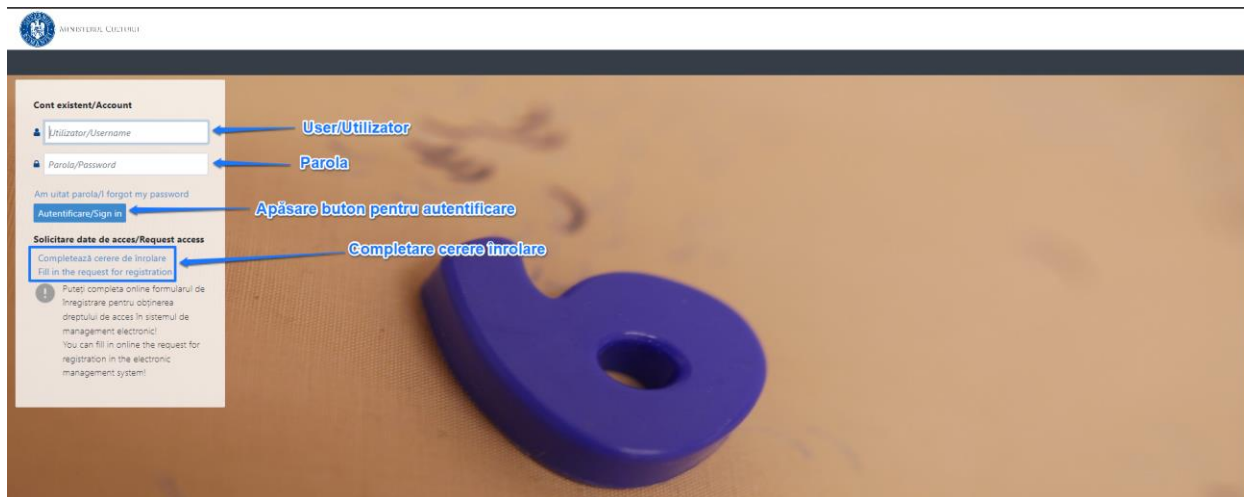 MINISTERUL CULTURII
Cont existent/Account
Utilizator/Username
User/Utilizator
Parola/Password
Parola
Am uitat parola/I forgot my password
Autentificare/Sign in
Apăsare buton pentru autentificare
Solicitare date de acces/Request access
Completează cerere de înrolare
Fill in the request for registration
Completare cerere înrolare
Puteți completa online formularul de
înregistrare pentru obținerea
dreptului de acces în sistemul de
management electronic!
You can fill in online the request for
registration in the electronic
management system!